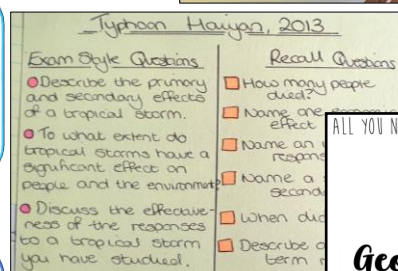 Typhoon Haiyan, 2013
Exam Style Questions
Describe the primary
and secondary effects
of a tropical storm.
To what extent do
tropical storms have a
significant effect on
people and the environment?
Discuss the effective-
ness of the responses
to a tropical storm
you have studied.
Recall Questions
How many people
died?
Name one
effect
Name an
Name a
When
Describe
term
ALL YOU